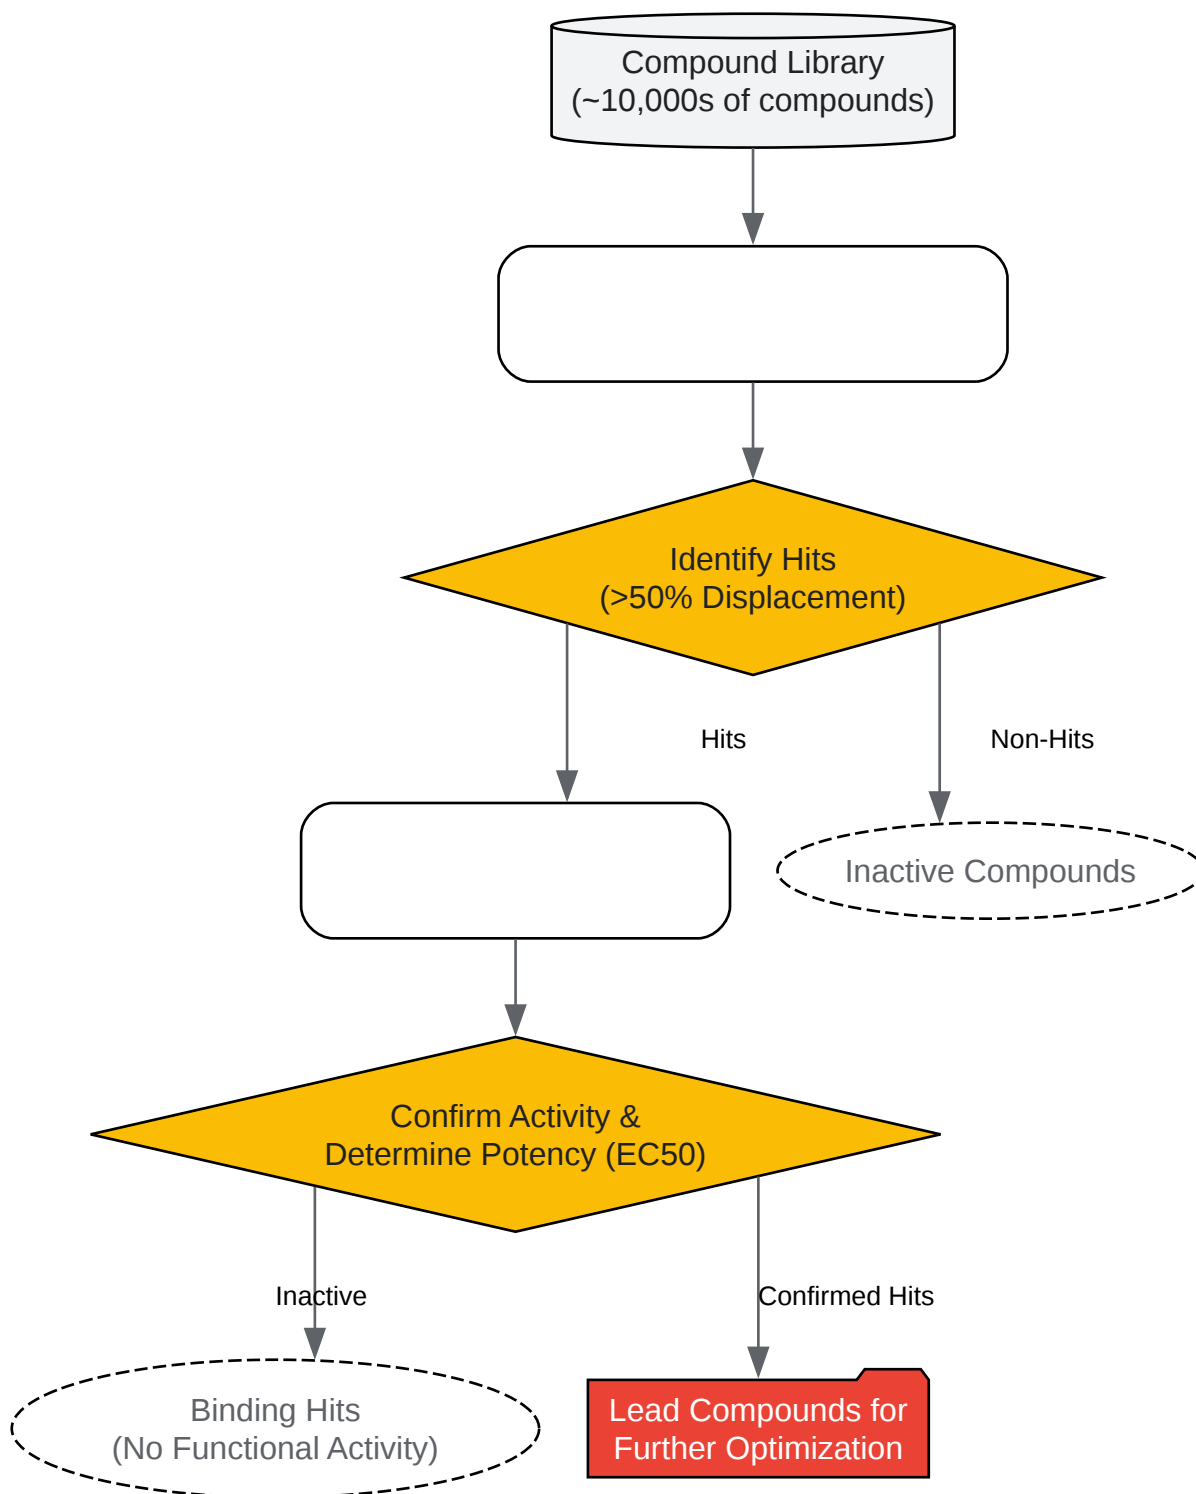 Compound Library
(~10,000s of compounds)
Identify Hits
(>50% Displacement)
Hits
Non-Hits
Inactive Compounds
Confirm Activity &
Determine Potency (EC50)
Inactive
Confirmed Hits
Binding Hits
(No Functional Activity)
Lead Compounds for
Further Optimization